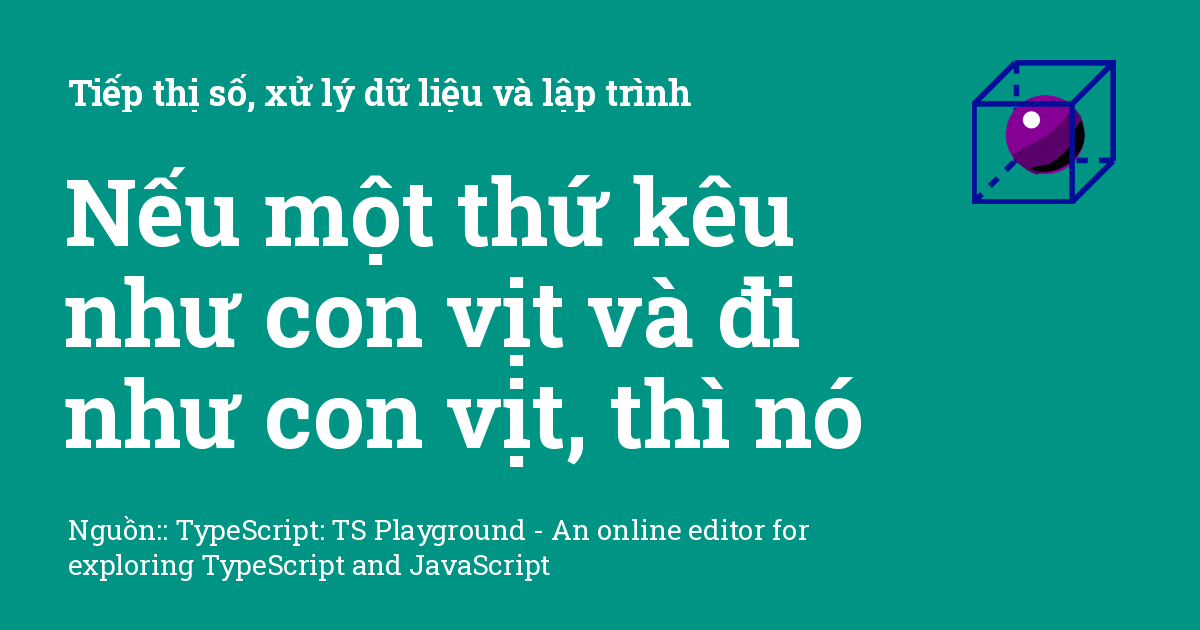 Tiếp thị số, xử lý dữ liệu và lập trình
Nếu một thứ kêu
như con vịt và đi
như con vịt, thì nó
Nguồn:: TypeScript: TS Playground - An online editor for
exploring TypeScript and JavaScript